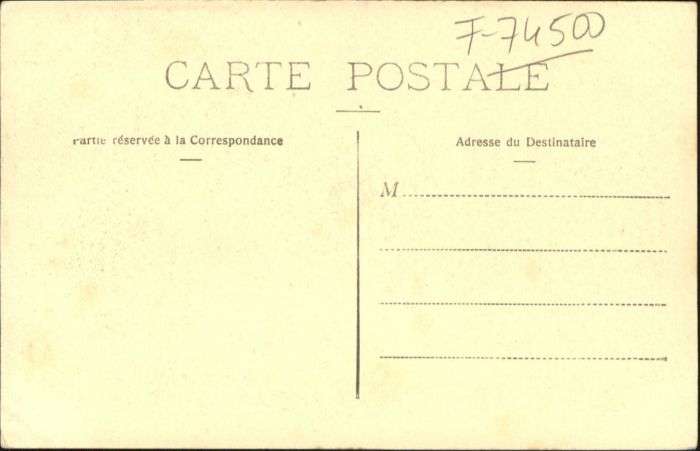 F-74500
CARTE POSTALE
Partie réservée à la Correspondance
Adresse du Destinataire
M